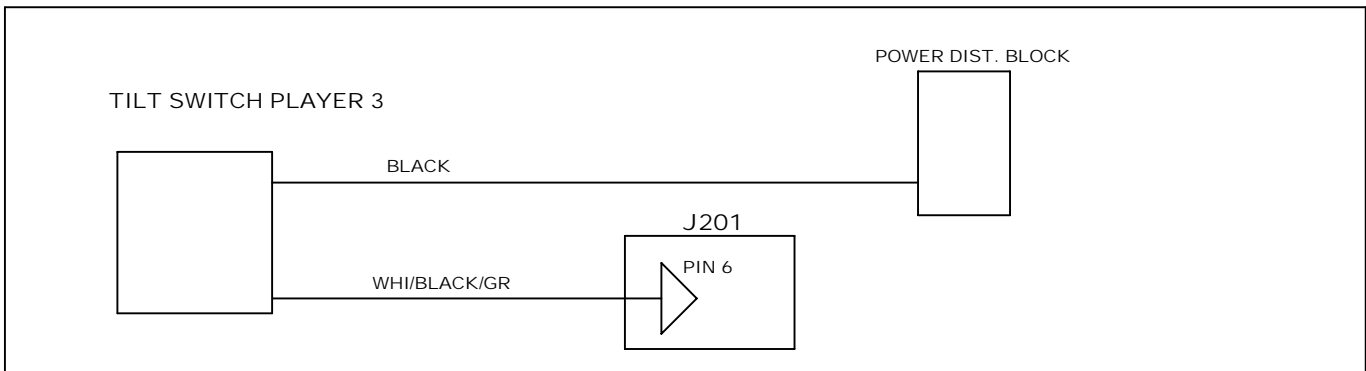 POWER DIST. BLOCK
TILT SWITCH PLAYER 3
BLACK
J201
PIN 6
WHI/BLACK/GR